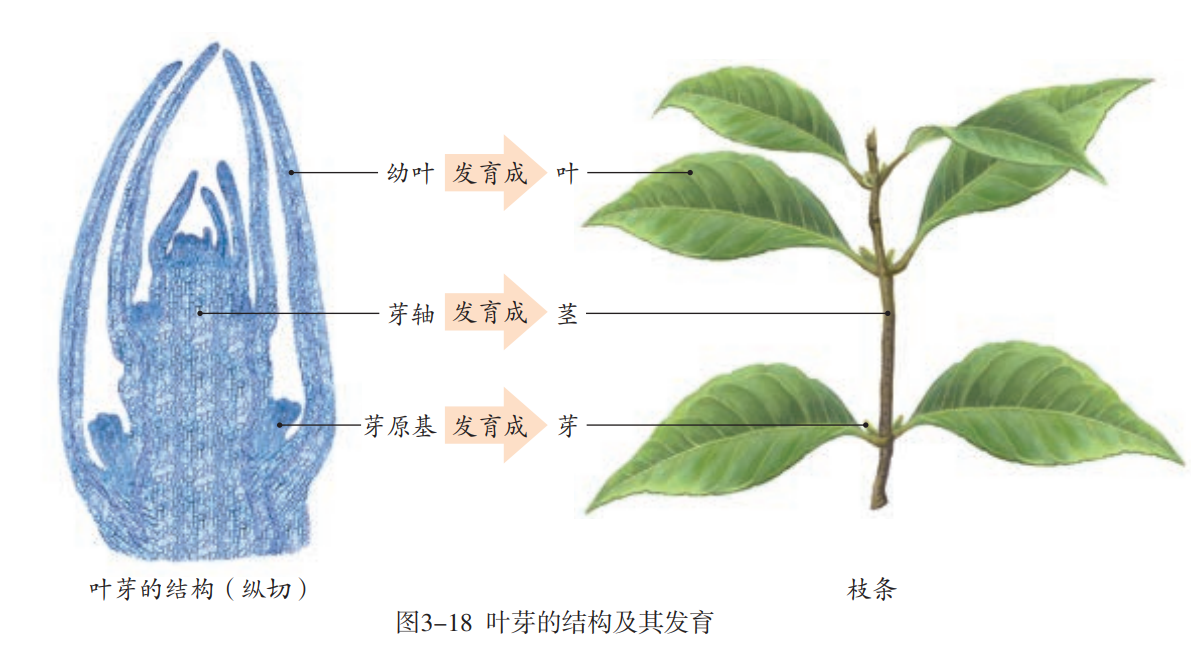 幼叶 发育成 叶
芽轴 发育成 茎
芽原基 发育成 芽
叶芽的结构（纵切）
枝条
图3-18 叶芽的结构及其发育